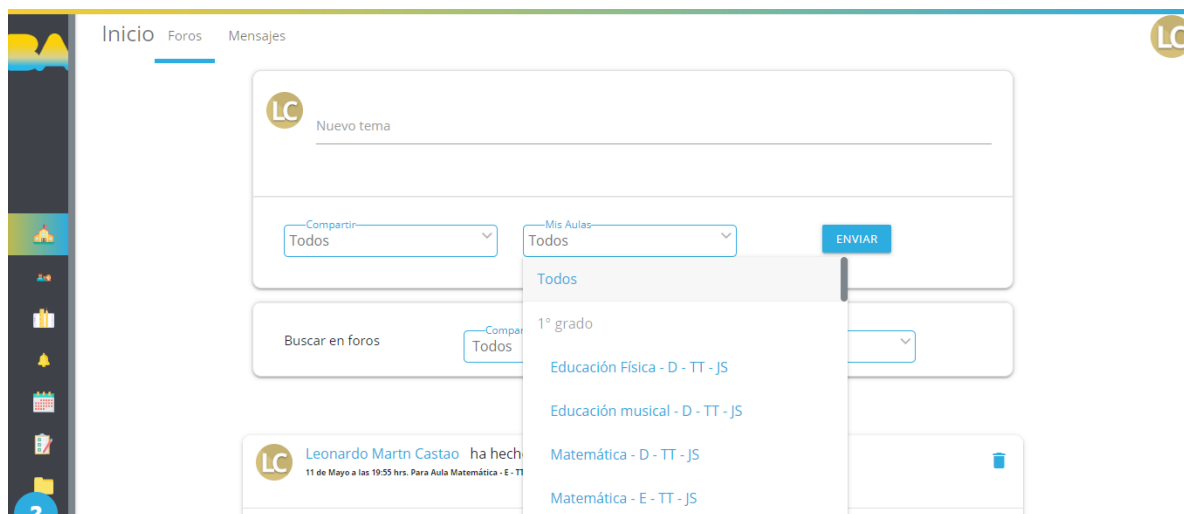 Inicio Foros Mensajes
LC
LC
Nuevo tema
Compartir
Todos
Mis Aulas
Todos
ENVIAR
Todos
1° grado
Educación Física - D - TT - JS
Educación musical - D - TT - JS
Matemática - D - TT - JS
Matemática - E - TT - JS
Buscar en foros
Compar
Todos
LC
Leonardo Martn Castao ha hech
11 de Mayo a las 19:55 hrs. Para Aula Matemática - E - TT